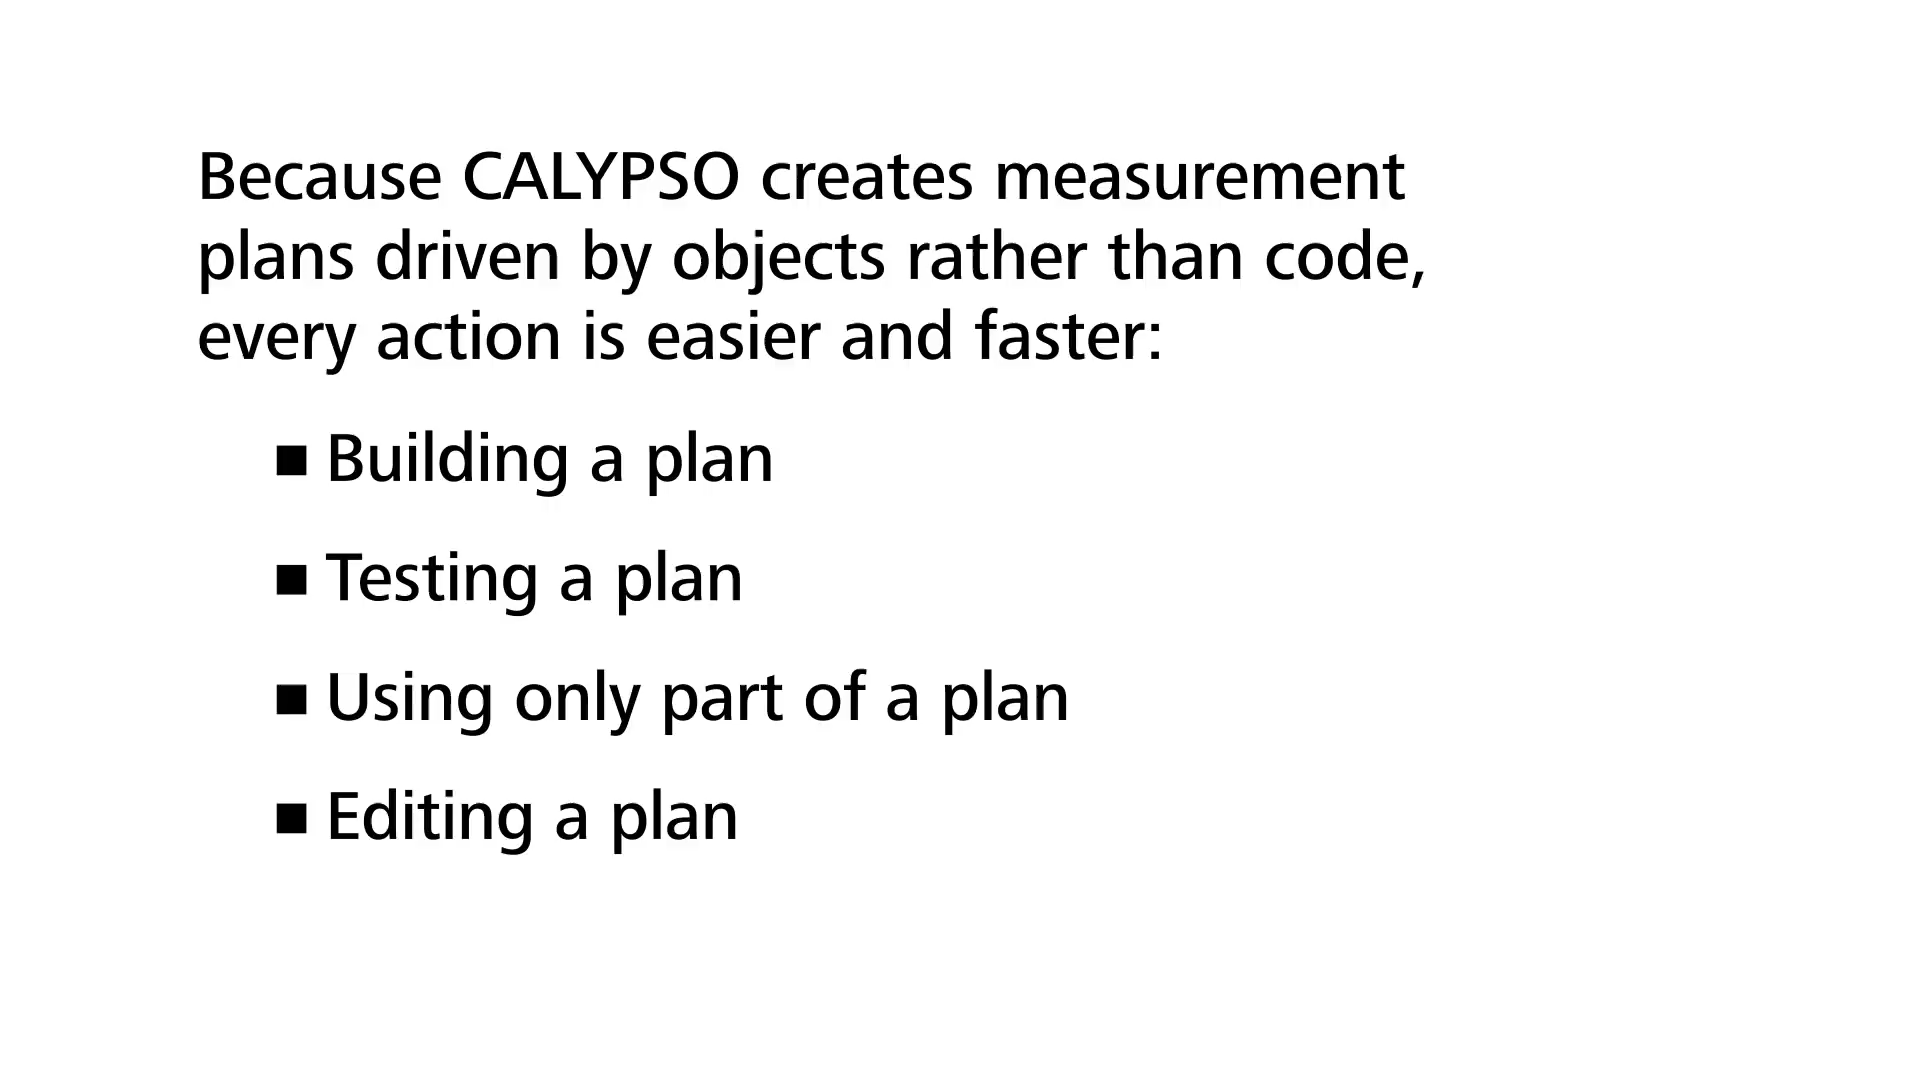 Because CALYPSO creates measurement
plans driven by objects rather than code,
every action is easier and faster:
■ Building a plan
■ Testing a plan
■ Using only part of a plan
■ Editing a plan